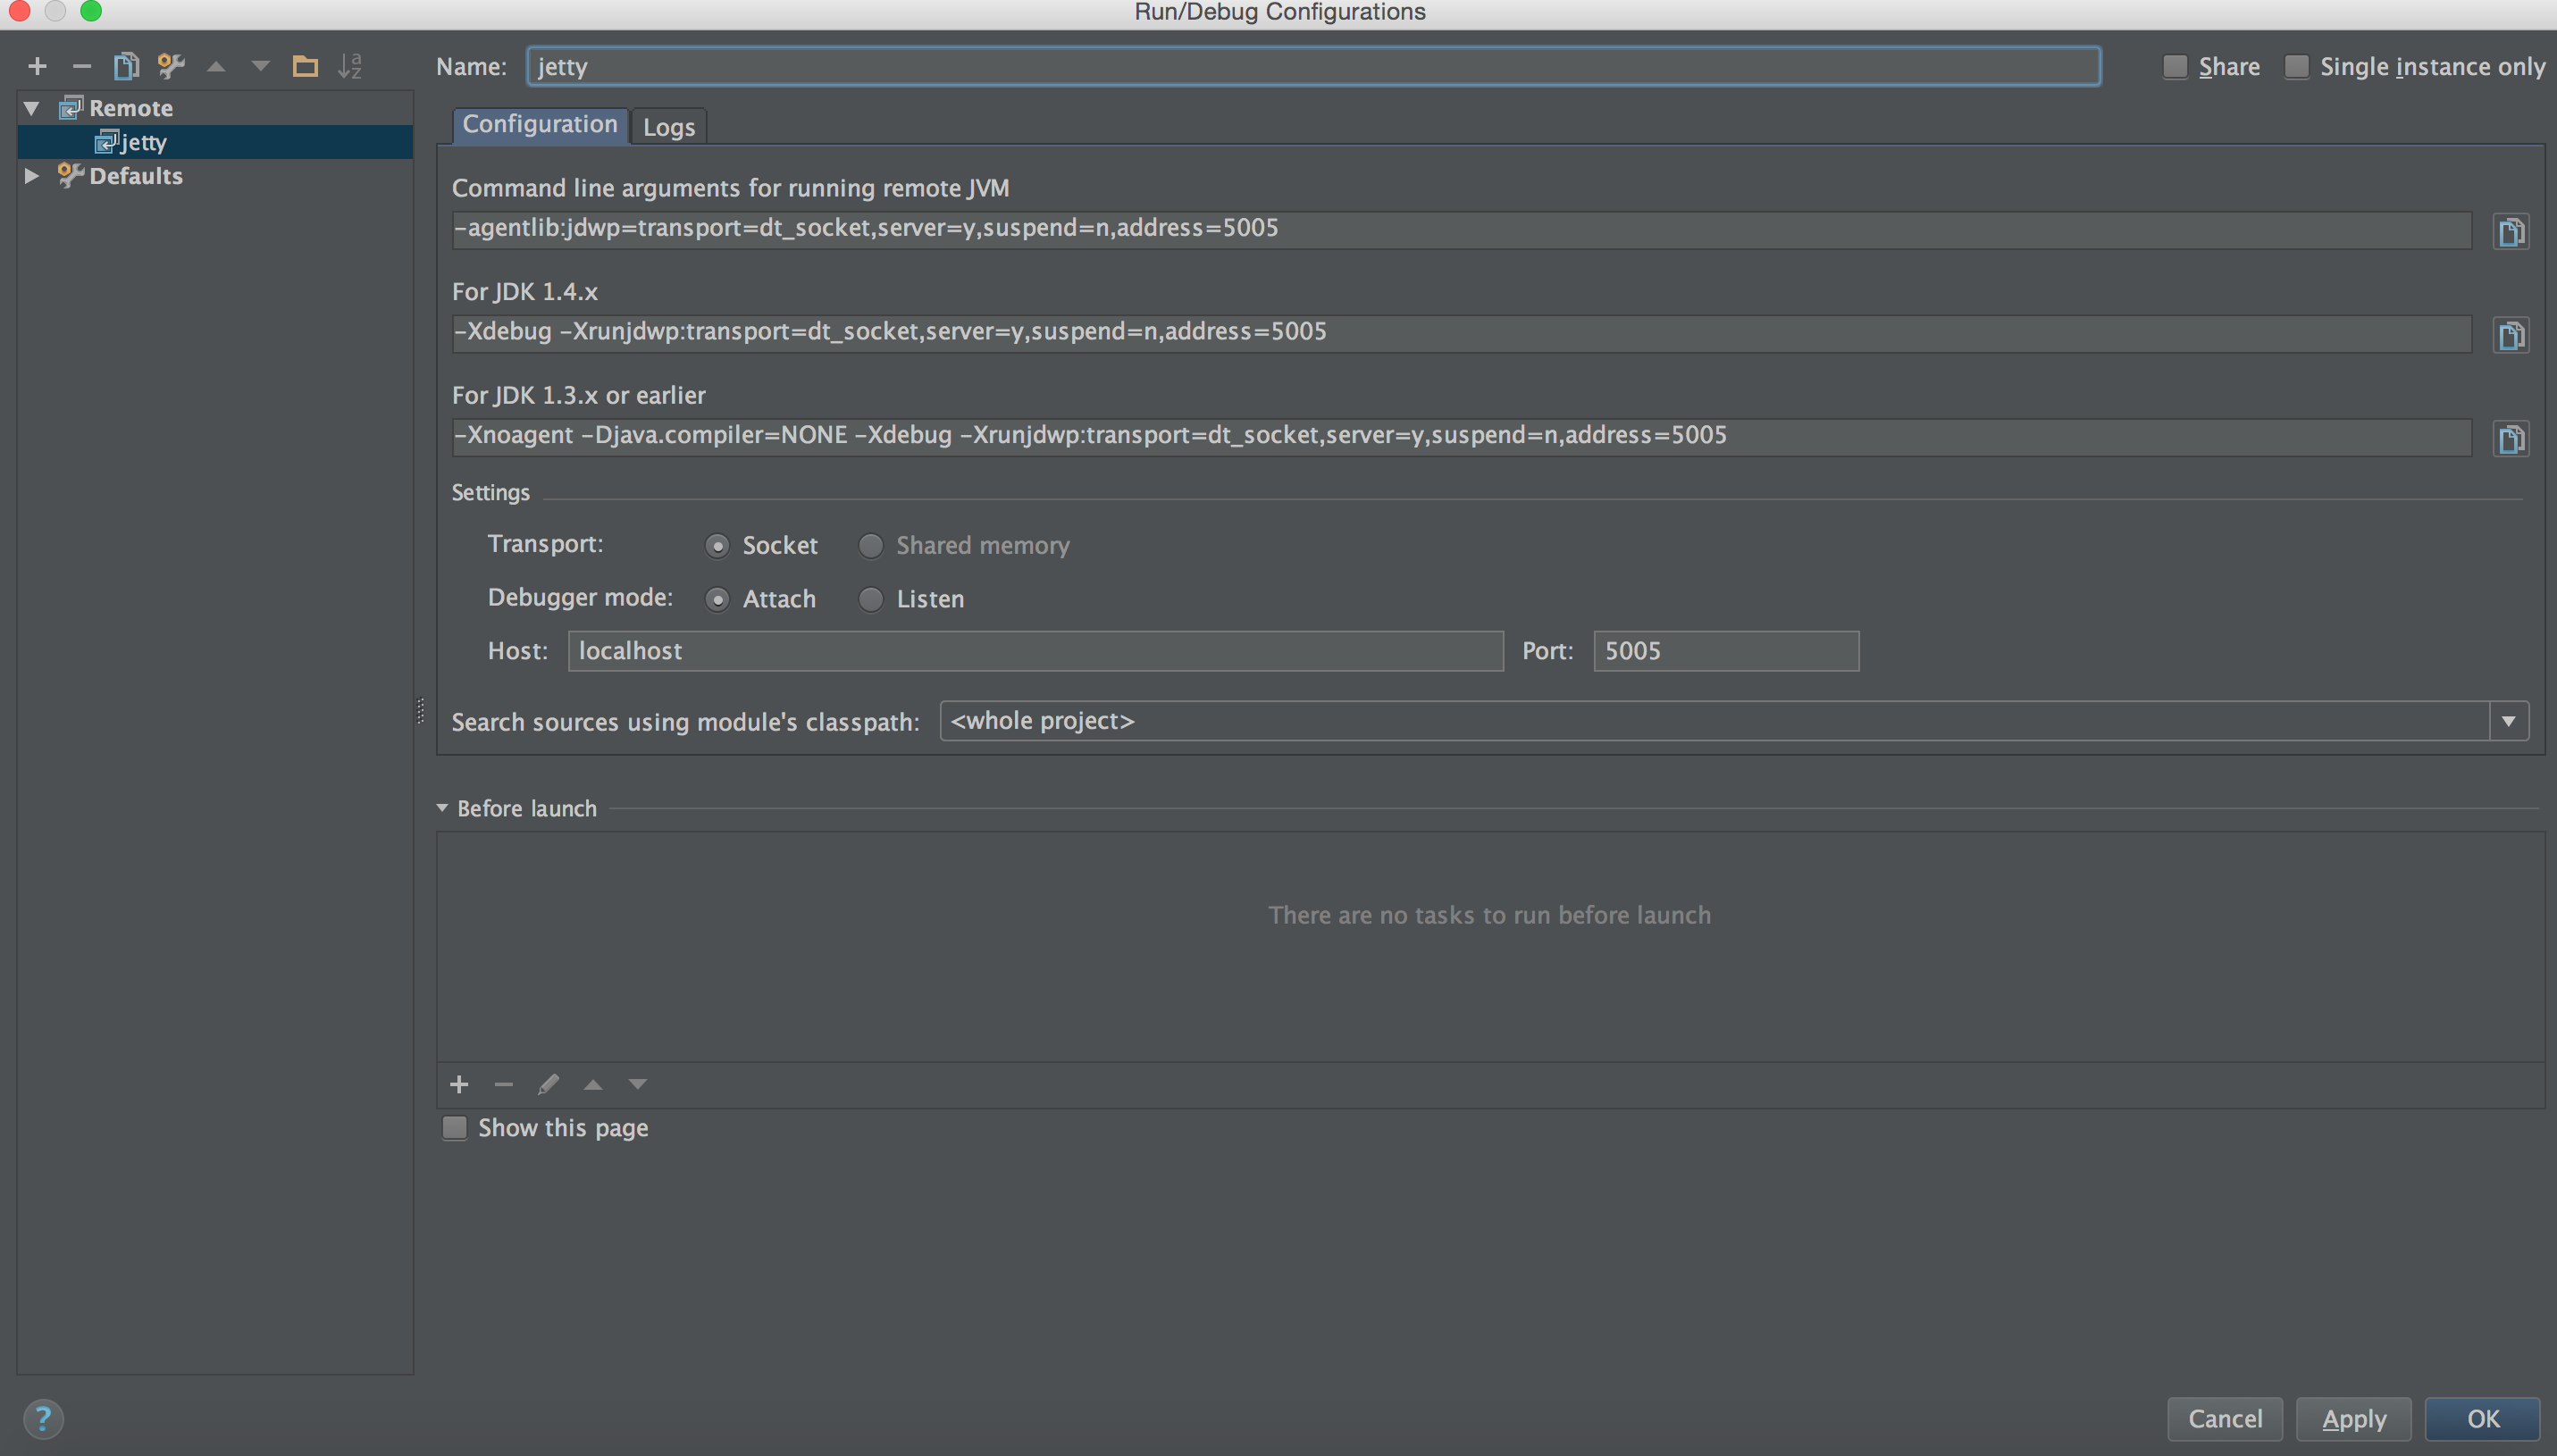 Run/Debug Configurations
Name: jetty Share Single instance only
Remote
jetty
Defaults
Configuration Logs
Command line arguments for running remote JVM
-agentlib:jdwp=transport=dt_socket,server=y,suspend=n,address=5005
For JDK 1.4.x
-Xdebug -Xrunjdwp:transport=dt_socket,server=y,suspend=n,address=5005
For JDK 1.3.x or earlier
-Xnoagent -Djava.compiler=NONE -Xdebug -Xrunjdwp:transport=dt_socket,server=y,suspend=n,address=5005
Settings
Transport: Socket Shared memory
Debugger mode: Attach Listen
Host: localhost Port: 5005
Search sources using module's classpath: <whole project>
Before launch
There are no tasks to run before launch
Show this page
? Cancel Apply OK